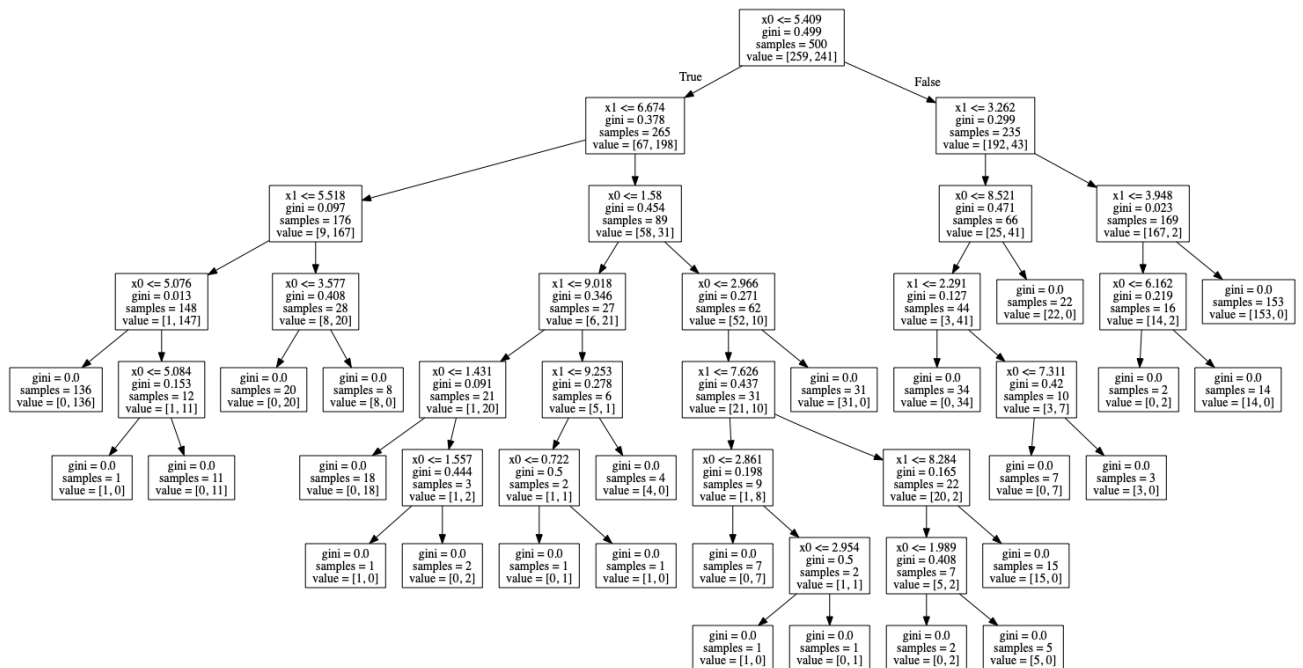 x0 <= 5.409
gini = 0.499
samples = 500
value = [259, 241]
True
False
x1 <= 6.674
gini = 0.378
samples = 265
value = [67, 198]
x1 <= 3.262
gini = 0.299
samples = 235
value = [192, 43]
x1 <= 5.518
gini = 0.097
samples = 176
value = [9, 167]
x0 <= 1.58
gini = 0.454
samples = 89
value = [58, 31]
x0 <= 8.521
gini = 0.471
samples = 66
value = [25, 41]
x1 <= 3.948
gini = 0.023
samples = 169
value = [167, 2]
x0 <= 5.076
gini = 0.013
samples = 148
value = [1, 147]
x0 <= 3.577
gini = 0.408
samples = 28
value = [8, 20]
x1 <= 9.018
gini = 0.346
samples = 27
value = [6, 21]
x0 <= 2.966
gini = 0.271
samples = 62
value = [52, 10]
x1 <= 2.291
gini = 0.127
samples = 44
value = [3, 41]
gini = 0.0
samples = 22
value = [22, 0]
x0 <= 6.162
gini = 0.219
samples = 16
value = [14, 2]
gini = 0.0
samples = 153
value = [153, 0]
gini = 0.0
samples = 136
value = [0, 136]
x0 <= 5.084
gini = 0.153
samples = 12
value = [1, 11]
gini = 0.0
samples = 20
value = [0, 20]
gini = 0.0
samples = 8
value = [8, 0]
x0 <= 1.431
gini = 0.091
samples = 21
value = [1, 20]
x1 <= 9.253
gini = 0.278
samples = 6
value = [5, 1]
x1 <= 7.626
gini = 0.437
samples = 31
value = [21, 10]
gini = 0.0
samples = 31
value = [31, 0]
gini = 0.0
samples = 34
value = [0, 34]
x0 <= 7.311
gini = 0.42
samples = 10
value = [3, 7]
gini = 0.0
samples = 2
value = [0, 2]
gini = 0.0
samples = 14
value = [14, 0]
gini = 0.0
samples = 1
value = [1, 0]
gini = 0.0
samples = 11
value = [0, 11]
gini = 0.0
samples = 18
value = [0, 18]
x0 <= 1.557
gini = 0.444
samples = 3
value = [1, 2]
x0 <= 0.722
gini = 0.5
samples = 2
value = [1, 1]
gini = 0.0
samples = 4
value = [4, 0]
x0 <= 2.861
gini = 0.198
samples = 9
value = [1, 8]
x1 <= 8.284
gini = 0.165
samples = 22
value = [20, 2]
gini = 0.0
samples = 7
value = [0, 7]
gini = 0.0
samples = 3
value = [3, 0]
gini = 0.0
samples = 1
value = [1, 0]
gini = 0.0
samples = 2
value = [0, 2]
gini = 0.0
samples = 1
value = [0, 1]
gini = 0.0
samples = 1
value = [1, 0]
gini = 0.0
samples = 7
value = [0, 7]
x0 <= 2.954
gini = 0.5
samples = 2
value = [1, 1]
x0 <= 1.989
gini = 0.408
samples = 7
value = [5, 2]
gini = 0.0
samples = 15
value = [15, 0]
gini = 0.0
samples = 1
value = [1, 0]
gini = 0.0
samples = 1
value = [0, 1]
gini = 0.0
samples = 2
value = [0, 2]
gini = 0.0
samples = 5
value = [5, 0]